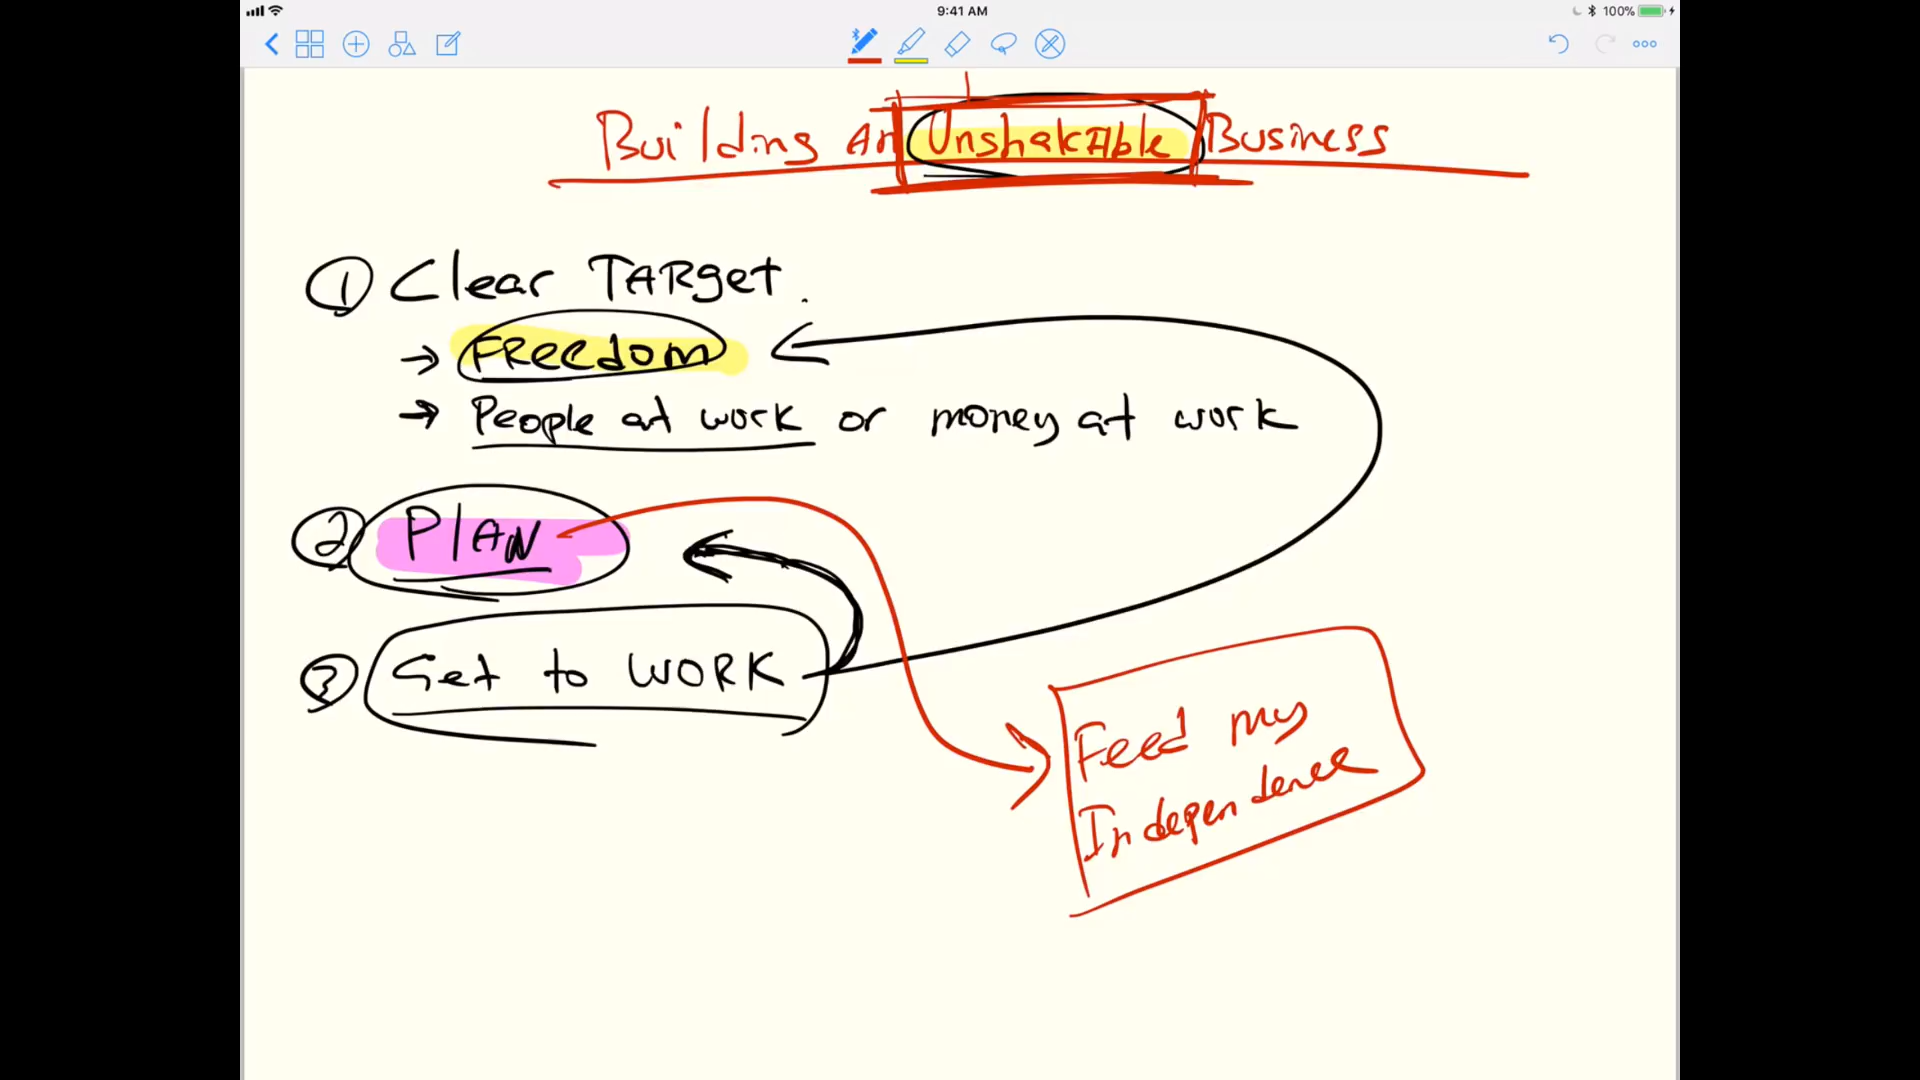 9:41 AM
100%
Building An Unshakable Business
1 Clear TARget.
→ FReedom
→ People at work or money at work
2 PlAN
3 Get to WORK
Feed my
Independence